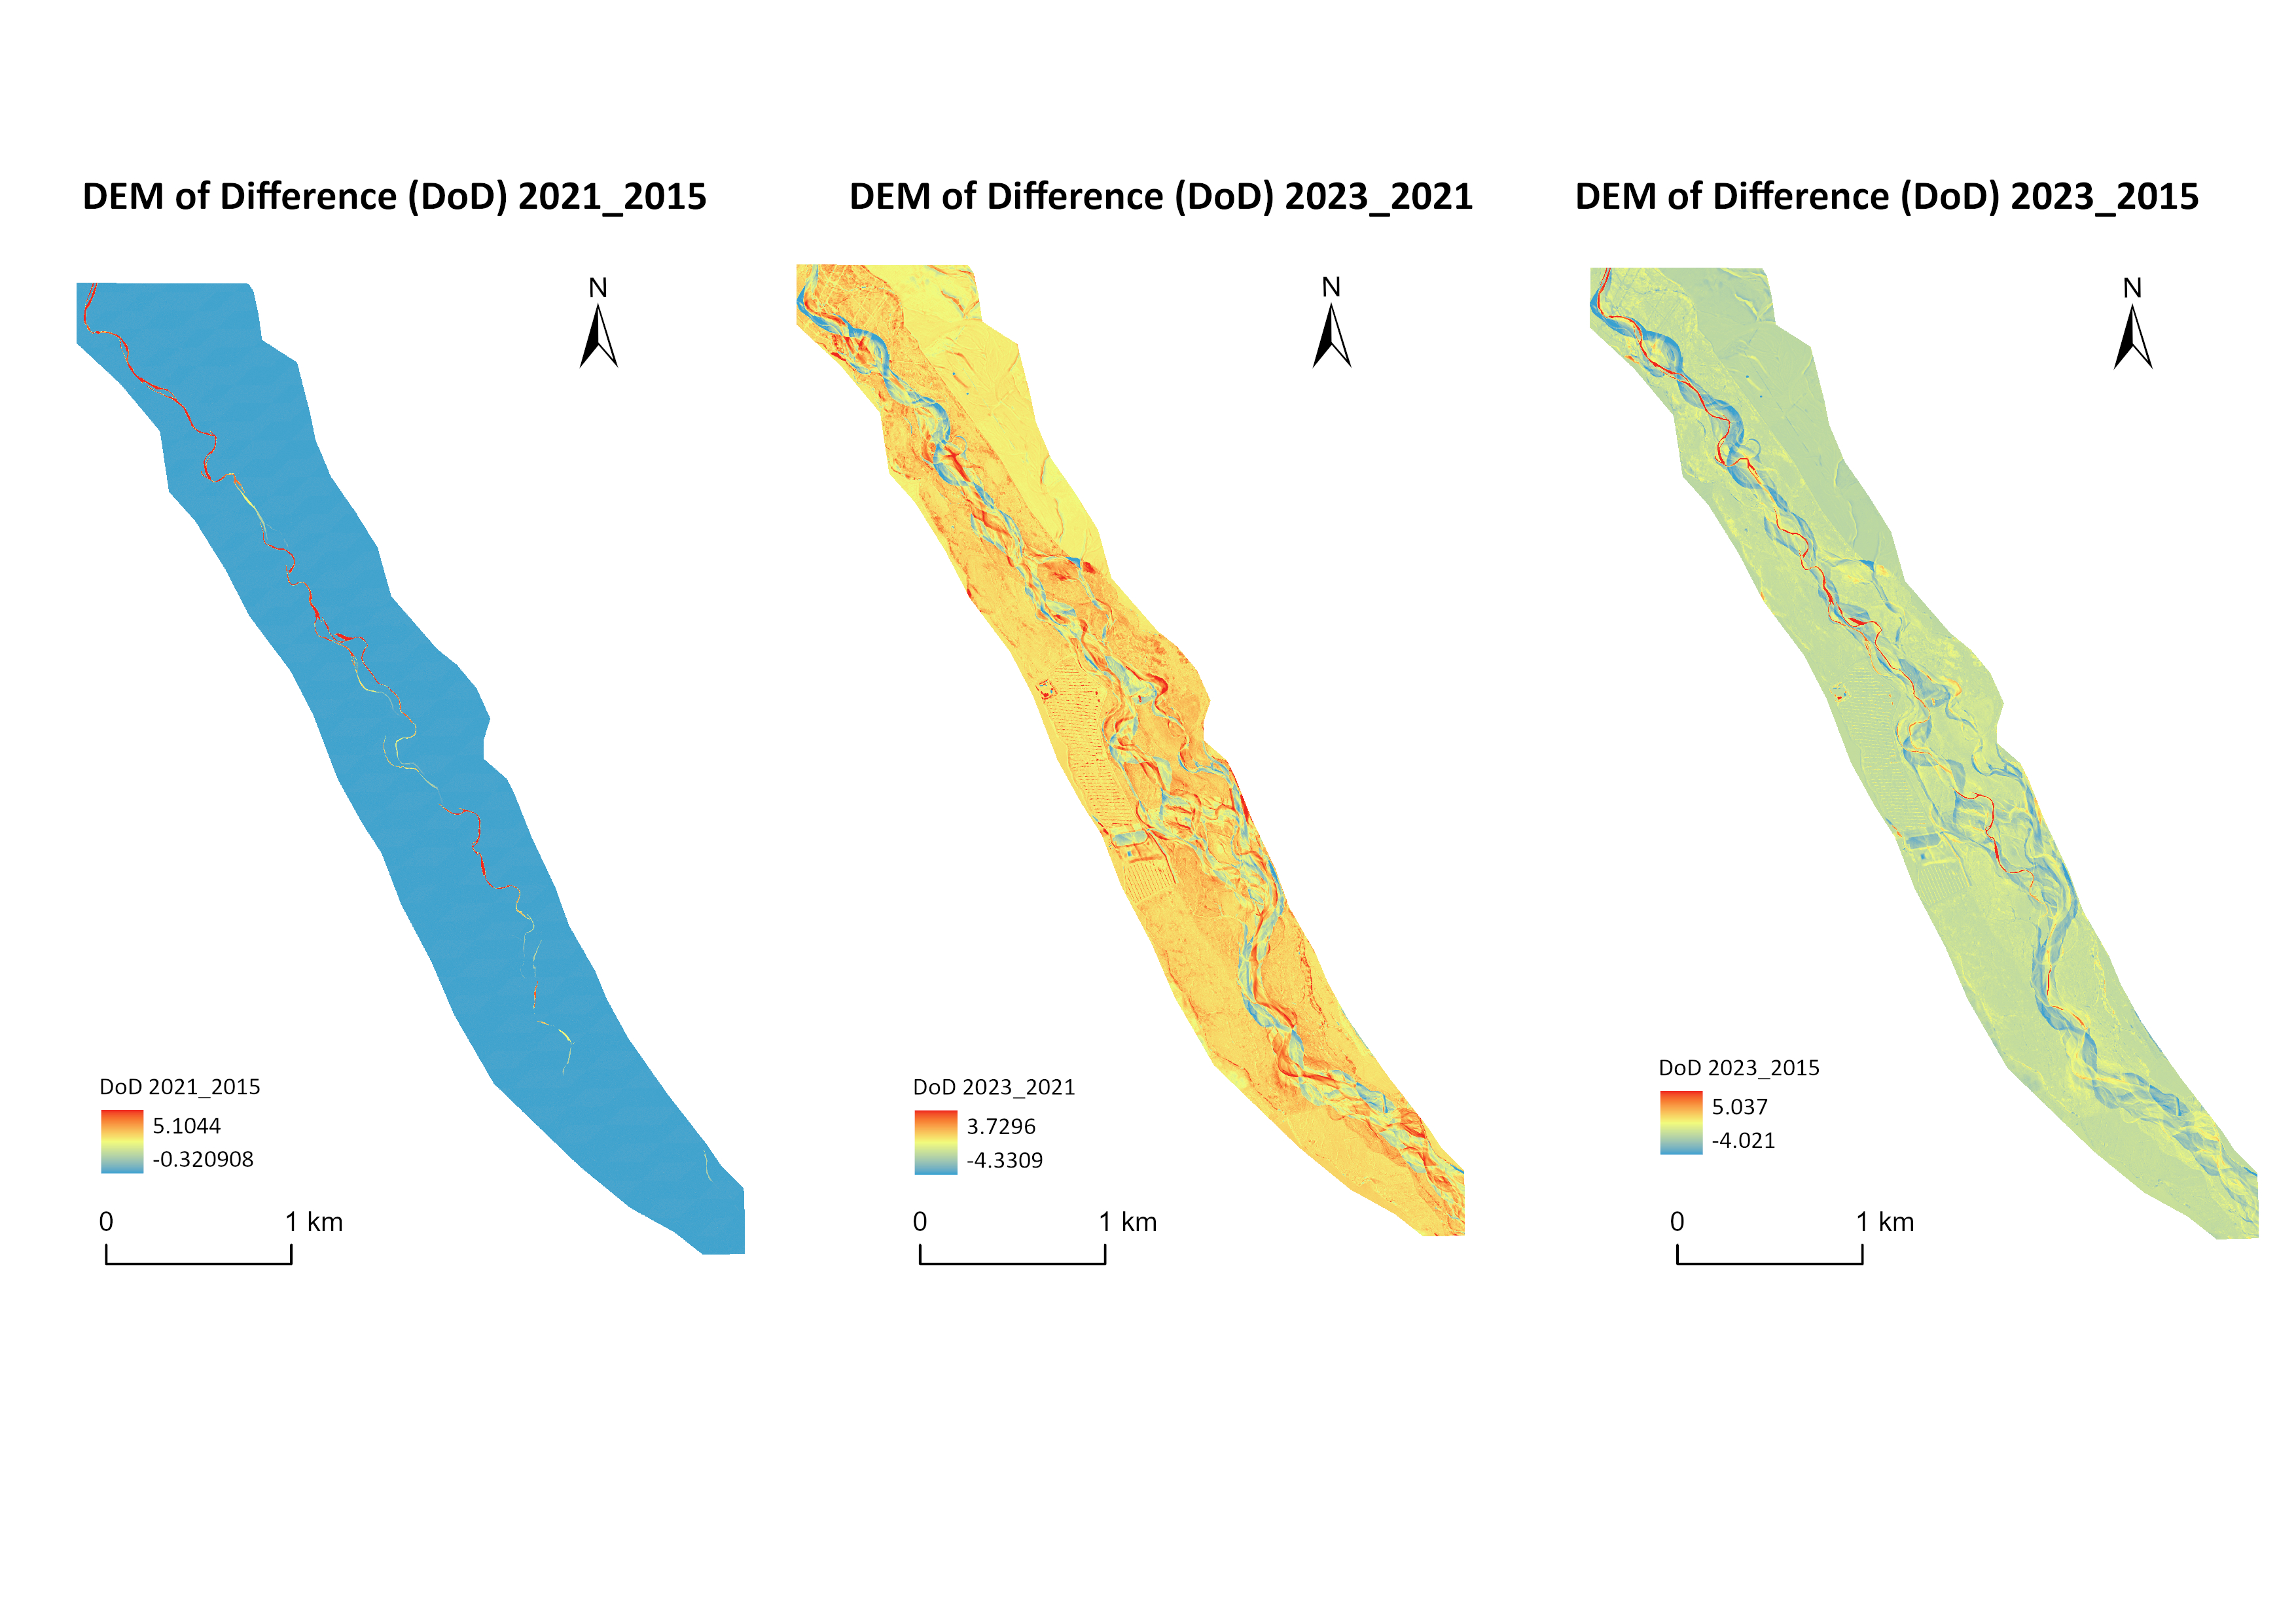 DEM of Difference (DoD) 2021_2015
DEM of Difference (DoD) 2023_2021
DEM of Difference (DoD) 2023_2015
N
N
N
DoD 2021_2015
5.1044
-0.320908
0 1 km
DoD 2023_2021
3.7296
-4.3309
0 1 km
DoD 2023_2015
5.037
-4.021
0 1 km